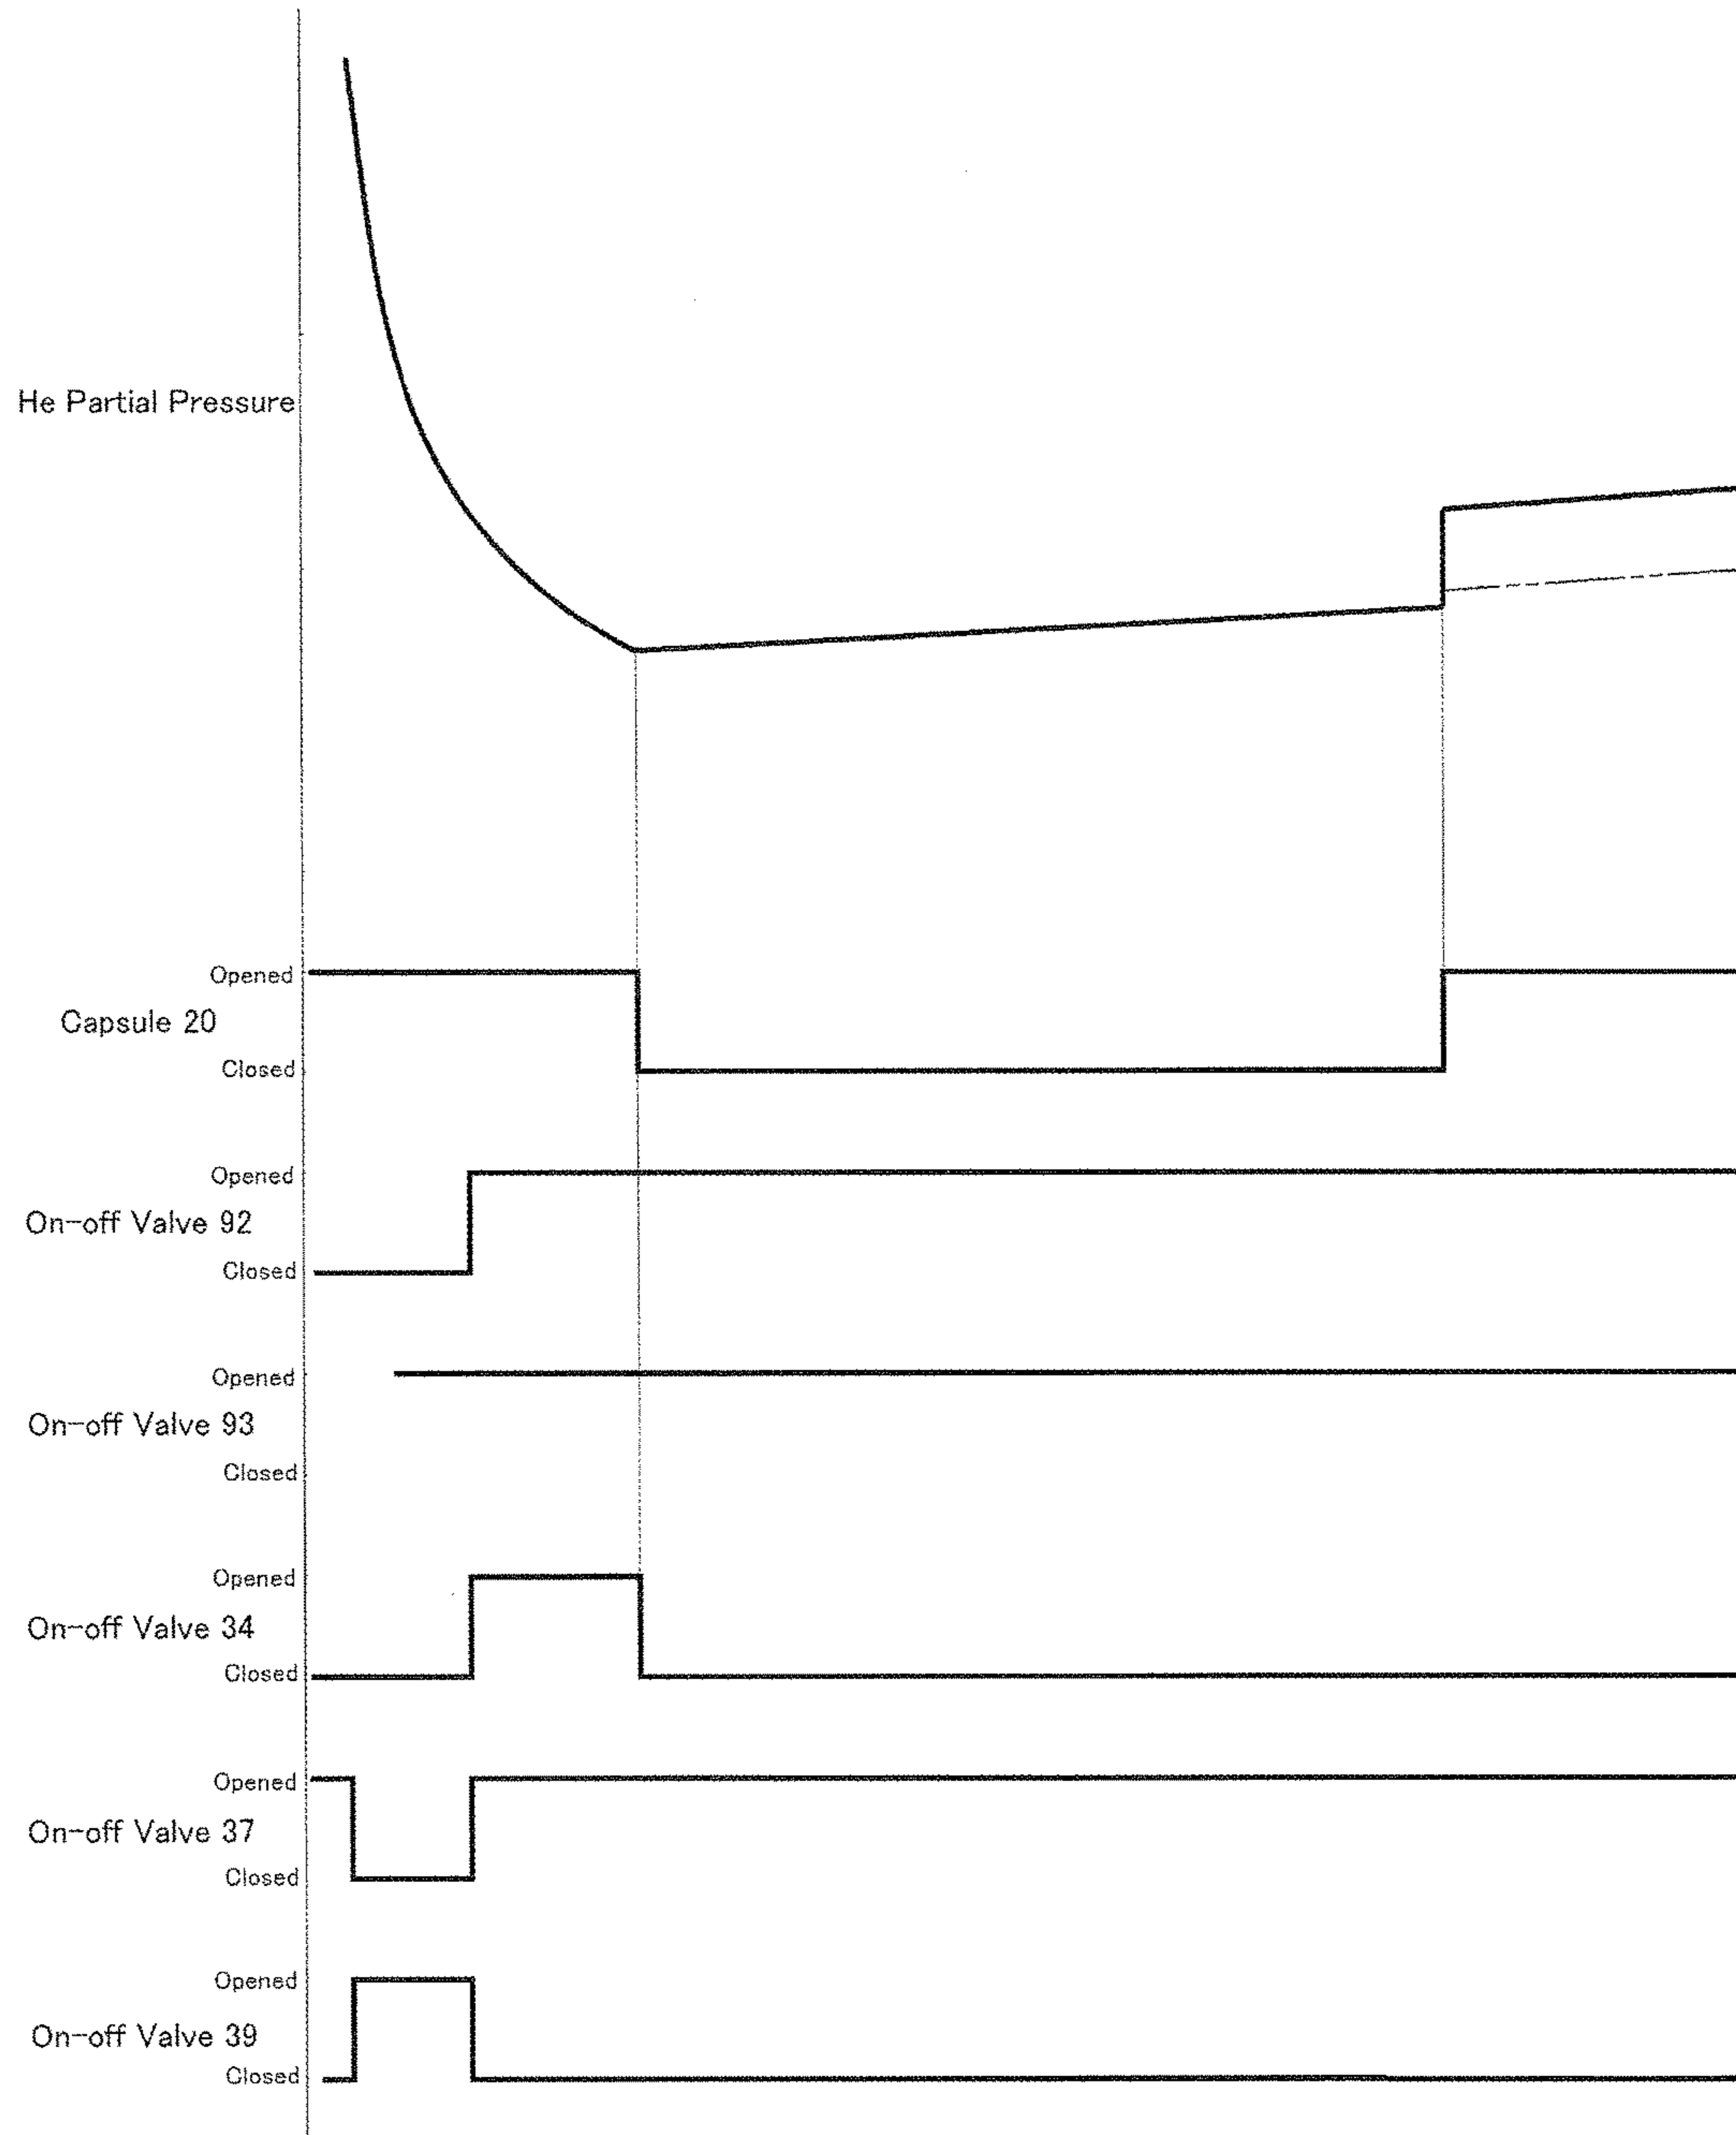 He Partial Pressure
Opened
Capsule 20
Closed
Opened
On-off Valve 92
Closed
Opened
On-off Valve 93
Closed
Opened
On-off Valve 34
Closed
Opened
On-off Valve 37
Closed
Opened
On-off Valve 39
Closed